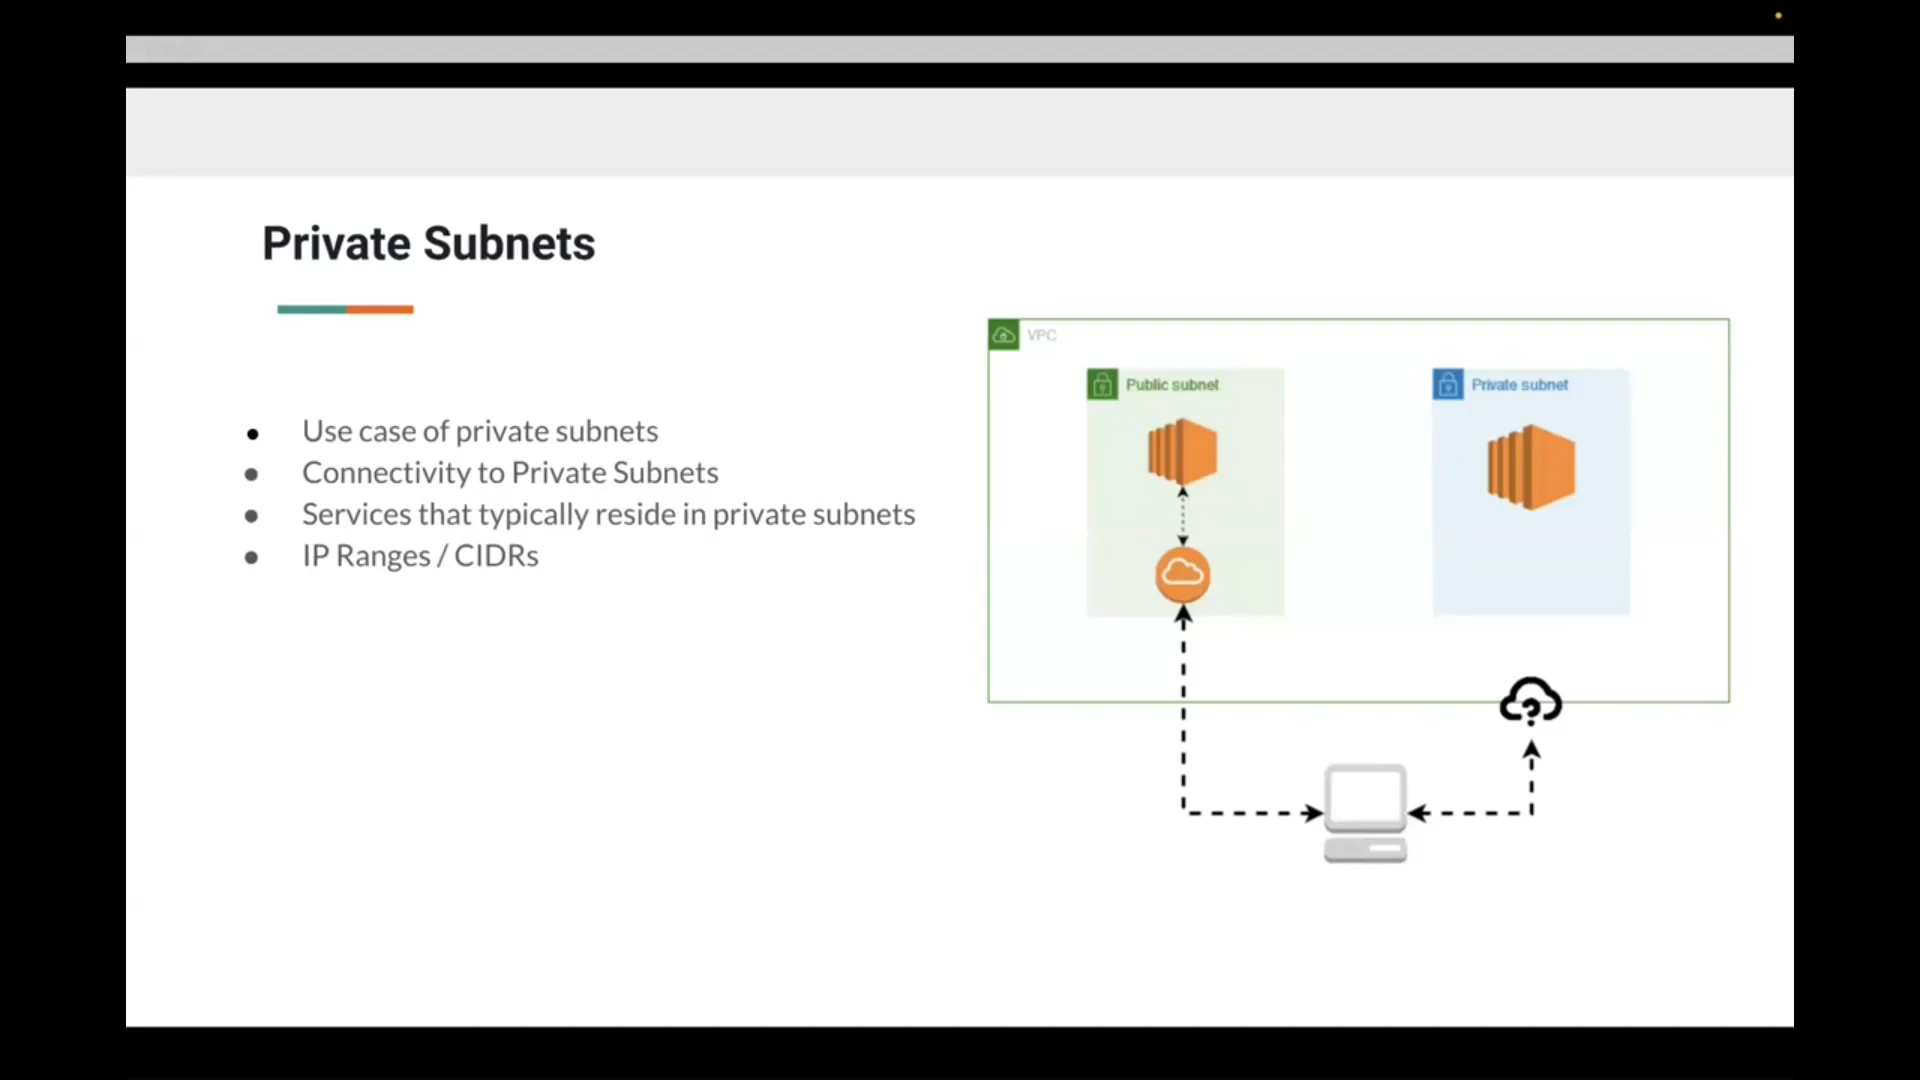 Private Subnets
Use case of private subnets
Connectivity to Private Subnets
Services that typically reside in private subnets
IP Ranges / CIDRs
VPC
Public subnet
Private subnet